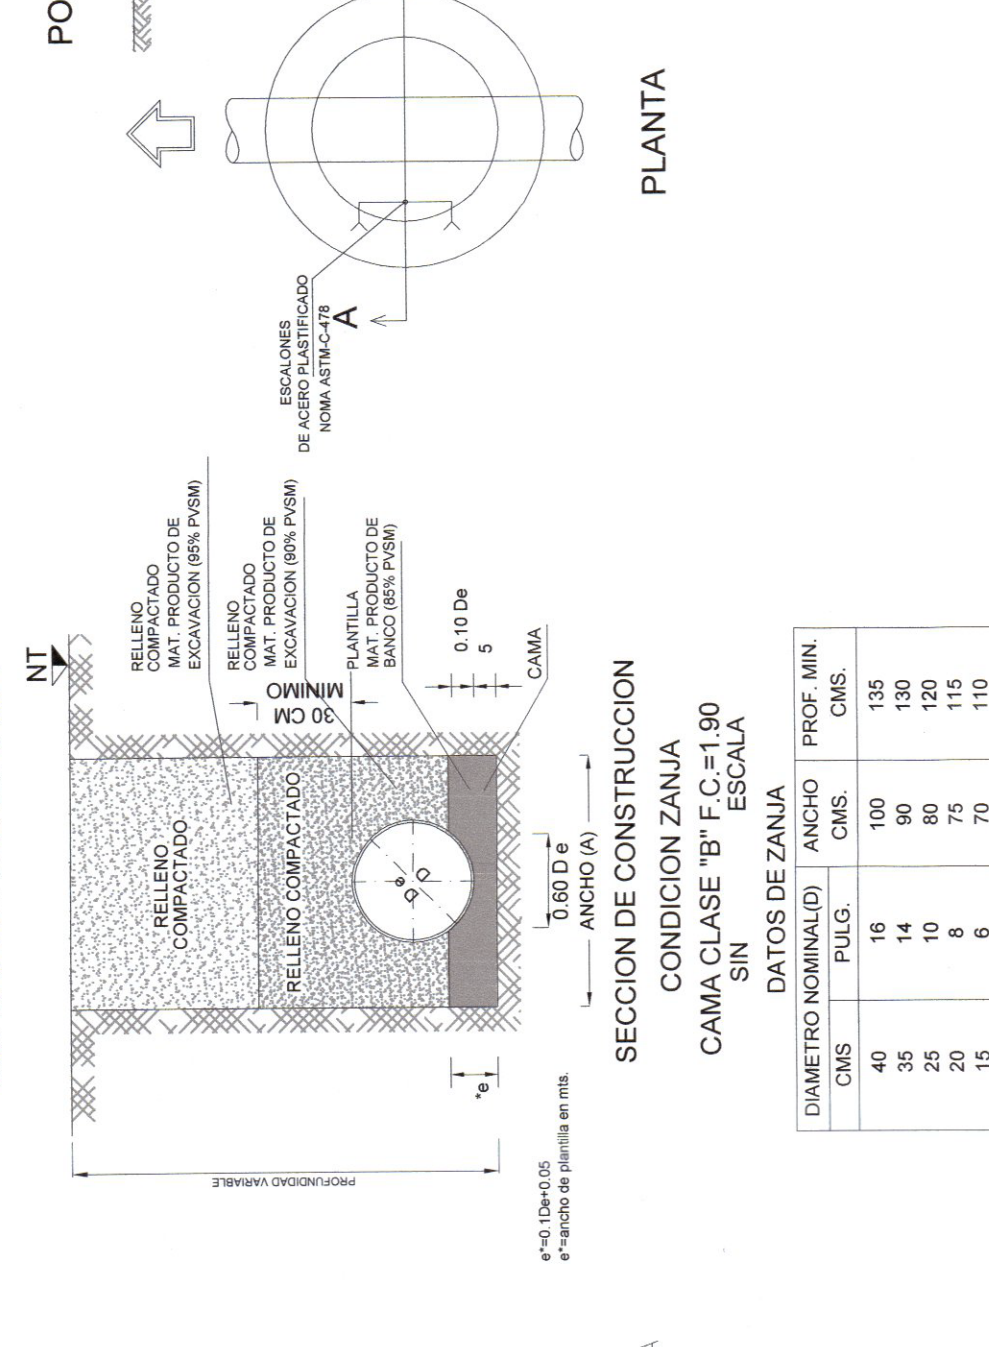 PO
NT
RELLENO
COMPACTADO
MAT. PRODUCTO DE
EXCAVACION (95% PVSM)
RELLENO
COMPACTADO
MAT. PRODUCTO DE
EXCAVACION (90% PVSM)
PLANTILLA
MAT. PRODUCTO DE
BANCO (85% PVSM)
0.10 De
5
CAMA
30 CM
MINIMO
RELLENO
COMPACTADO
RELLENO COMPACTADO
De
D
0.60 D e
ANCHO (A)
*e
PROFUNDIDAD VARIABLE
e*=0.1De+0.05
e*=ancho de plantilla en mts.
SECCION DE CONSTRUCCION
CONDICION ZANJA
CAMA CLASE "B" F.C.=1.90
SIN ESCALA
DATOS DE ZANJA
DIAMETRO NOMINAL(D) ANCHO PROF. MIN.
CMS PULG. CMS. CMS.
40 16 100 135
35 14 90 130
25 10 80 120
20 8 75 115
15 6 70 110
ESCALONES
DE ACERO PLASTIFICADO
NOMA ASTM-C-478
A
PLANTA